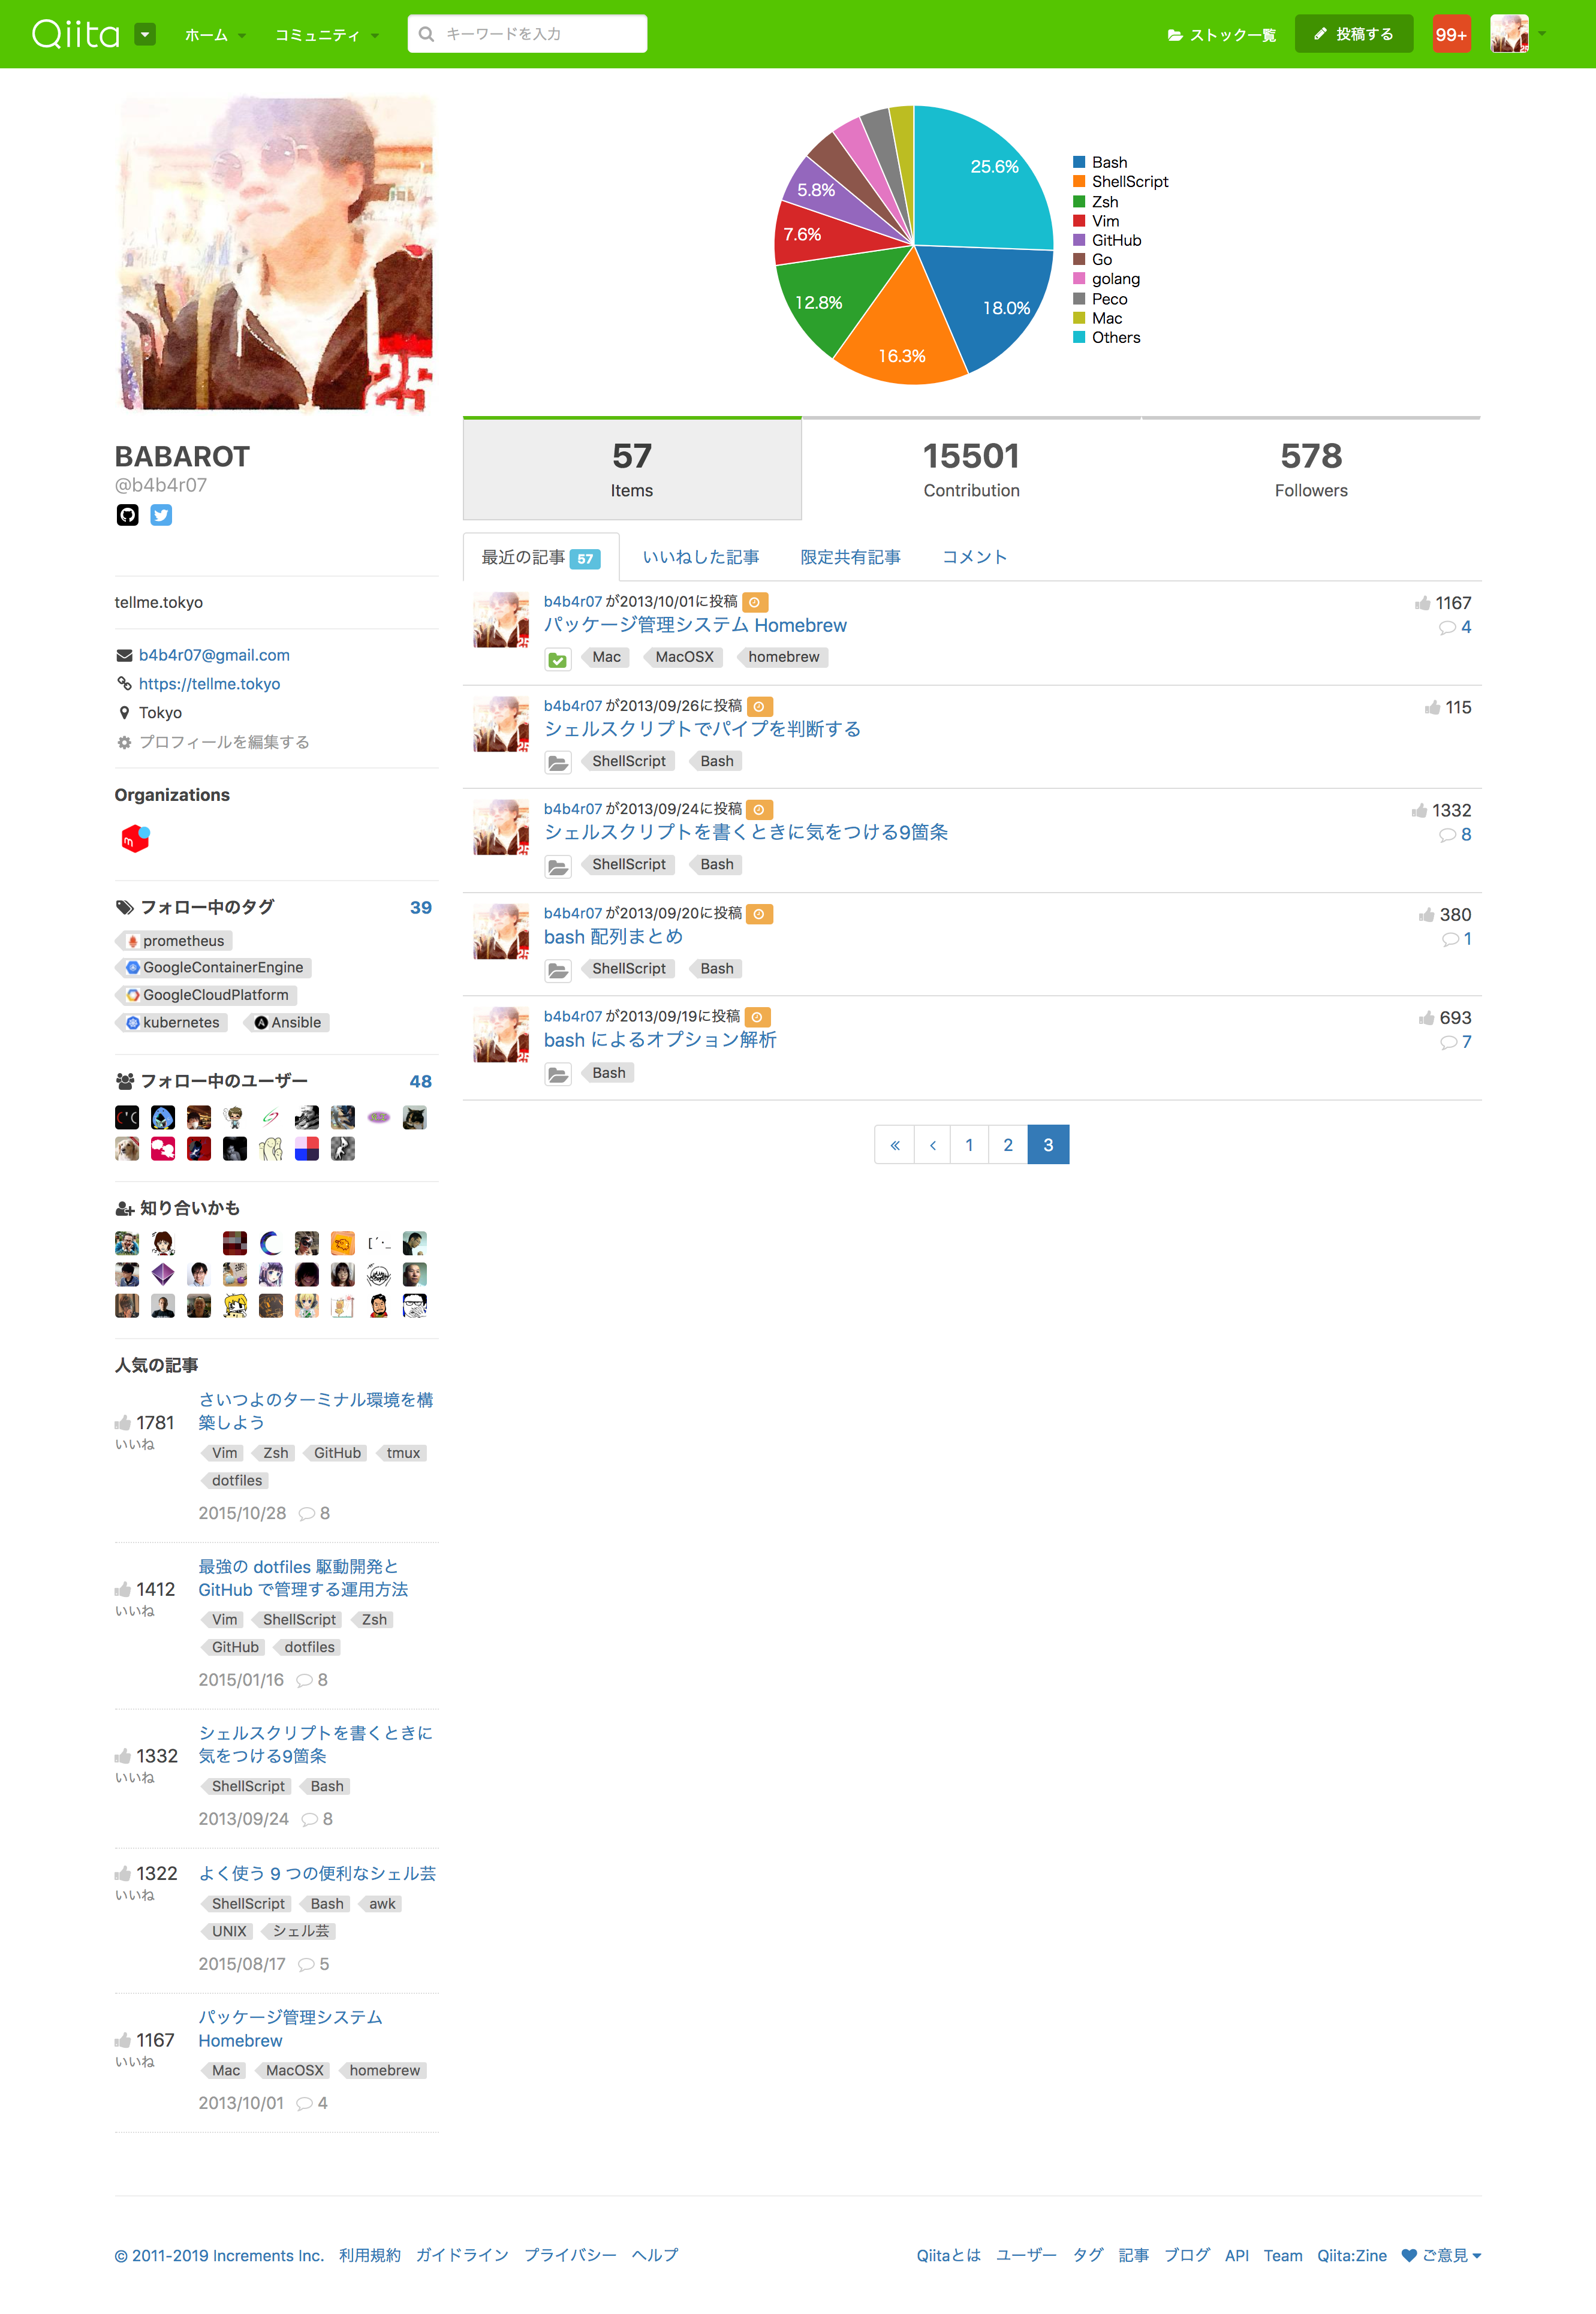 Qiita ホーム コミュニティ キーワードを入力 ストック一覧 投稿する 99+
25.6%
18.0%
16.3%
12.8%
7.6%
5.8%
Bash
ShellScript
Zsh
Vim
GitHub
Go
golang
Peco
Mac
Others
BABAROT
@b4b4r07
tellme.tokyo
b4b4r07@gmail.com
https://tellme.tokyo
Tokyo
プロフィールを編集する
Organizations
フォロー中のタグ 39
prometheus
GoogleContainerEngine
GoogleCloudPlatform
kubernetes Ansible
フォロー中のユーザー 48
知り合いかも
人気の記事
さいつよのターミナル環境を構
築しよう
1781
いいね
Vim Zsh GitHub tmux
dotfiles
2015/10/28 8
最強の dotfiles 駆動開発と
GitHub で管理する運用方法
1412
いいね
Vim ShellScript Zsh
GitHub dotfiles
2015/01/16 8
シェルスクリプトを書くときに
気をつける9箇条
1332
いいね
ShellScript Bash
2013/09/24 8
1322 よく使う 9 つの便利なシェル芸
いいね
ShellScript Bash awk
UNIX シェル芸
2015/08/17 5
パッケージ管理システム
Homebrew
1167
いいね
Mac MacOSX homebrew
2013/10/01 4
57 15501 578
Items Contribution Followers
最近の記事 57 いいねした記事 限定共有記事 コメント
b4b4r07 が2013/10/01に投稿 1167
パッケージ管理システム Homebrew 4
Mac MacOSX homebrew
b4b4r07 が2013/09/26に投稿 115
シェルスクリプトでパイプを判断する
ShellScript Bash
b4b4r07 が2013/09/24に投稿 1332
シェルスクリプトを書くときに気をつける9箇条 8
ShellScript Bash
b4b4r07 が2013/09/20に投稿 380
bash 配列まとめ 1
ShellScript Bash
b4b4r07 が2013/09/19に投稿 693
bash によるオプション解析 7
Bash
« ‹ 1 2 3
© 2011-2019 Increments Inc. 利用規約 ガイドライン プライバシー ヘルプ Qiitaとは ユーザー タグ 記事 ブログ API Team Qiita:Zine ご意見